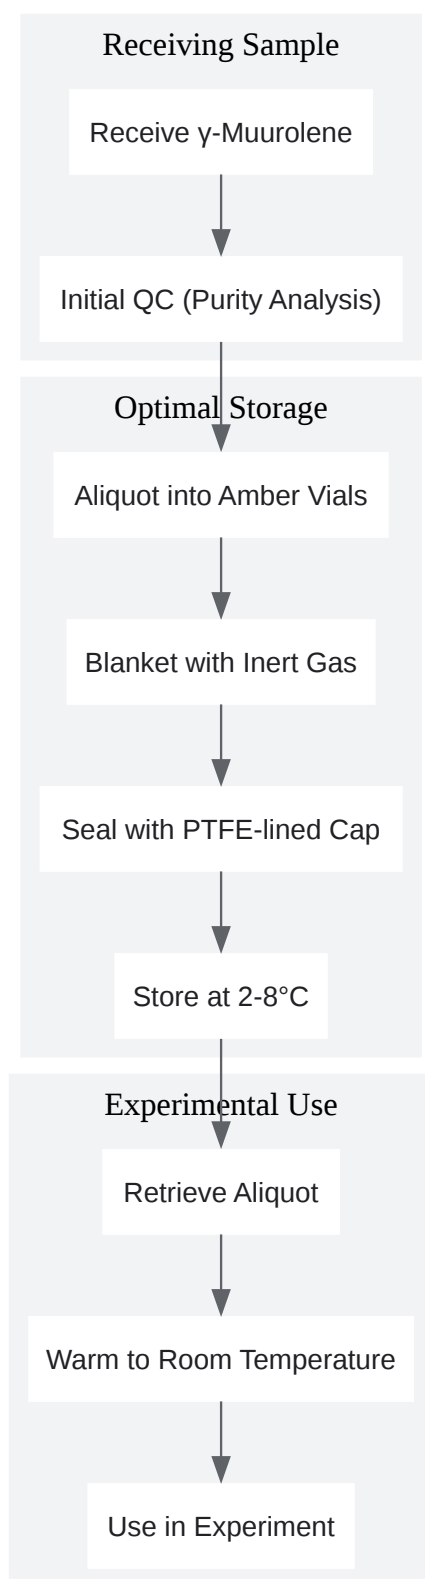 Receiving Sample
Receive γ-Muurolene
Initial QC (Purity Analysis)
Optimal Storage
Aliquot into Amber Vials
Blanket with Inert Gas
Seal with PTFE-lined Cap
Store at 2-8°C
Experimental Use
Retrieve Aliquot
Warm to Room Temperature
Use in Experiment